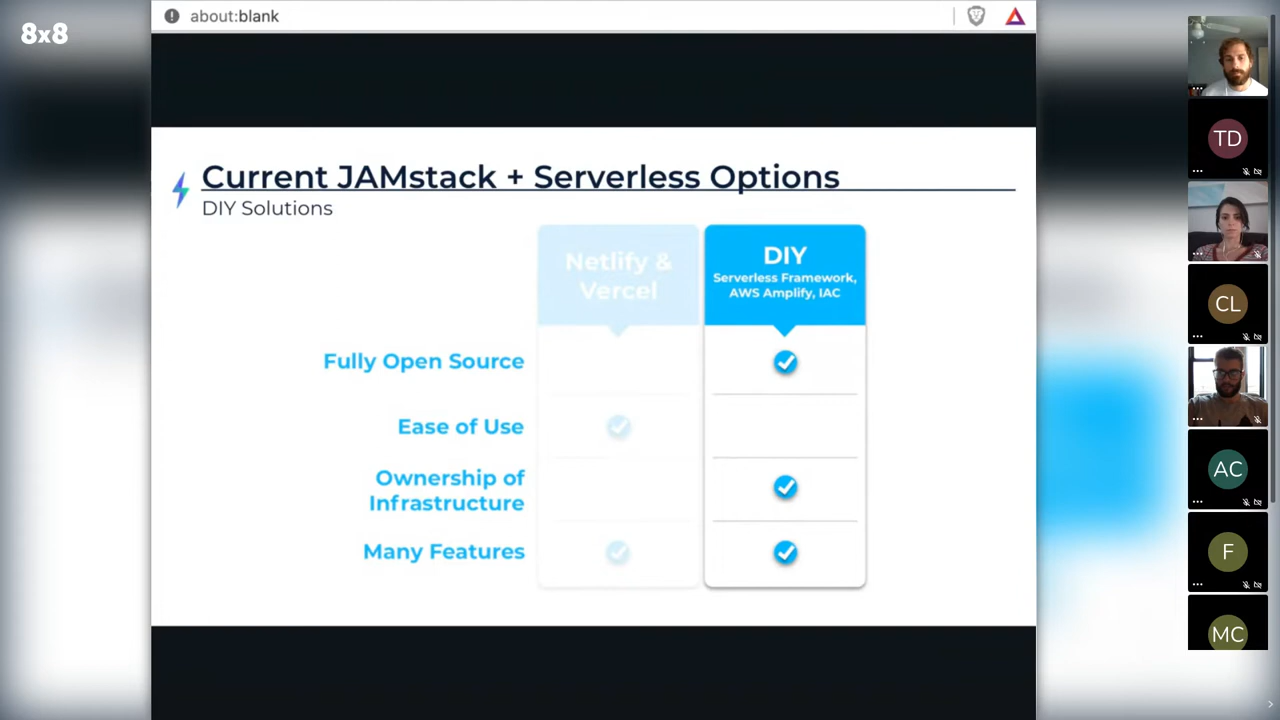 8x8
about:blank
Current JAMstack + Serverless Options
DIY Solutions
Netlify &
Vercel
DIY
Serverless Framework,
AWS Amplify, IAC
Fully Open Source
Ease of Use
Ownership of
Infrastructure
Many Features
TD
CL
AC
F
MC